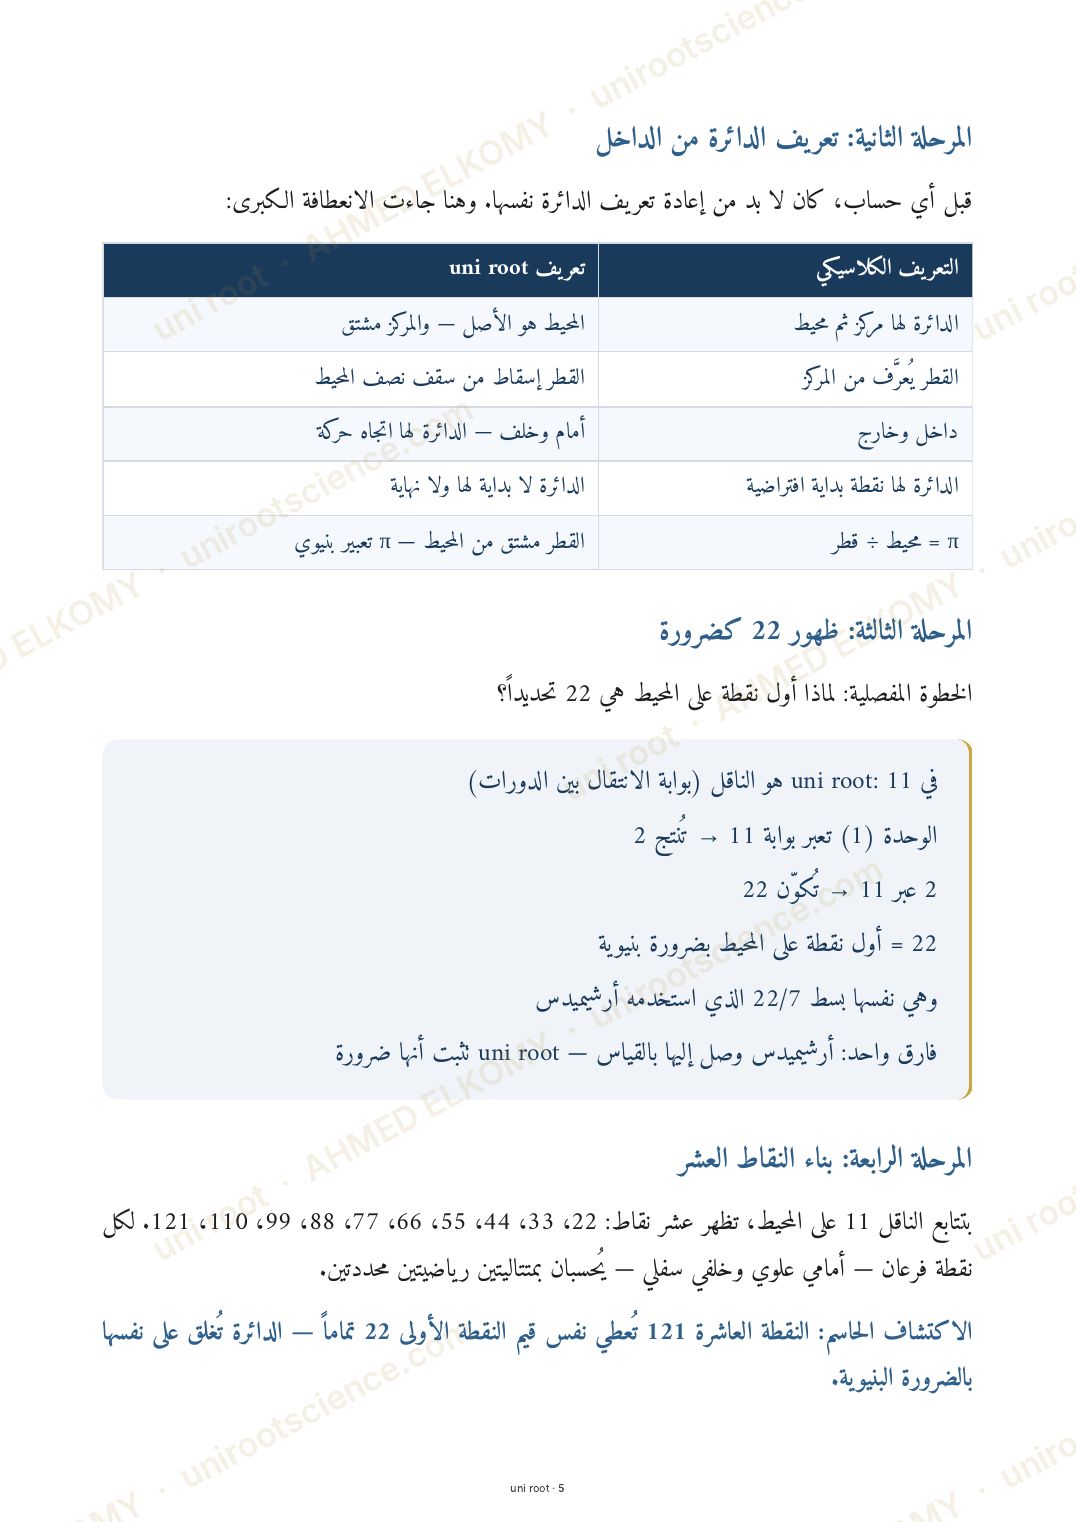 المرحلة الثانية: تعريف الدائرة من الداخل
قبل أي حساب، كان لا بد من إعادة تعريف الدائرة نفسها. وهنا جاءت الانعطافة الكبرى:
التعريف الكلاسيكي تعريف uni root
الدائرة لها مركز ثم محيط المحيط هو الأصل — والمركز مشتق
القطر يُعرَّف من المركز القطر إسقاط من سقف نصف المحيط
داخل وخارج أمام وخلف — الدائرة لها اتجاه حركة
الدائرة لها نقطة بداية افتراضية الدائرة لا بداية لها ولا نهاية
π = محيط ÷ قطر القطر مشتق من المحيط — π تعبير بنيوي
المرحلة الثالثة: ظهور 22 كضرورة
الخطوة المفصلية: لماذا أول نقطة على المحيط هي 22 تحديداً؟
في uni root: 11 هو الناقل (بوابة الانتقال بين الدورات)
الوحدة (1) تعبر بوابة 11 → تُنتج 2
2 عبر 11 → تُكوّن 22
22 = أول نقطة على المحيط بضرورة بنيوية
وهي نفسها بسط 22/7 الذي استخدمه أرشيميدس
فارق واحد: أرشيميدس وصل إليها بالقياس — uni root تُثبت أنها ضرورة
المرحلة الرابعة: بناء النقاط العشر
بتتابع الناقل 11 على المحيط، تظهر عشر نقاط: 22، 33، 44، 55، 66، 77، 88، 99، 110، 121. لكل
نقطة فرعان — أمامي علوي وخلفي سفلي — يُحسبان بمتتاليتين رياضيتين محددتين.
الاكتشاف الحاسم: النقطة العاشرة 121 تُعطي نفس قيم النقطة الأولى 22 تماماً — الدائرة تُغلق على نفسها
بالضرورة البنيوية.
uni root · 5
uni root · AHMED ELKOMY · unirootscience.com